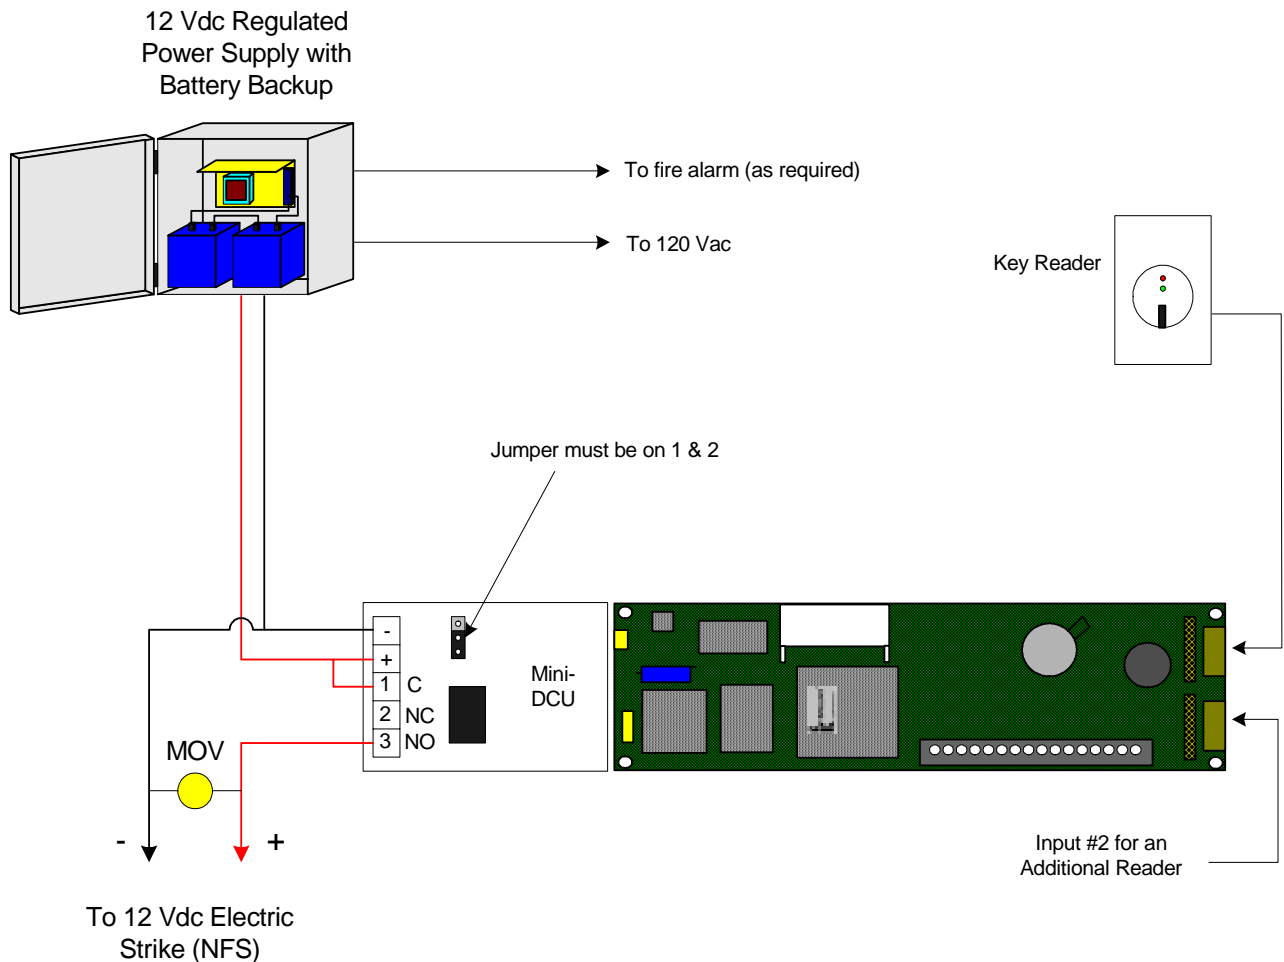 12 Vdc Regulated
Power Supply with
Battery Backup
To fire alarm (as required)
To 120 Vac
Key Reader
Jumper must be on 1 & 2
-
+
1 C
2 NC
3 NO
Mini-
DCU
MOV
- +
Input #2 for an
Additional Reader
To 12 Vdc Electric
Strike (NFS)